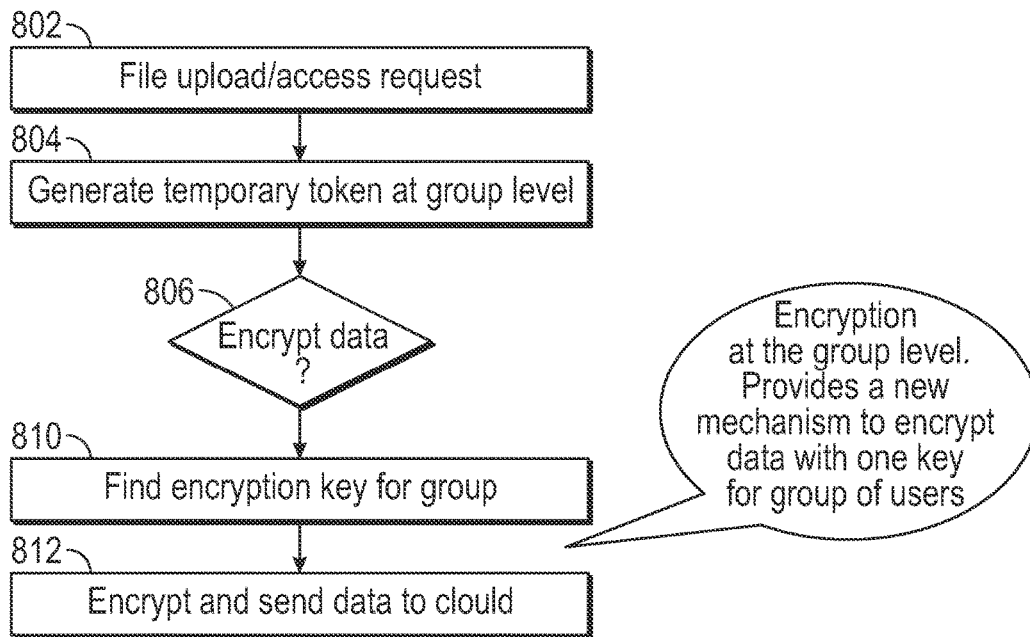 802
File upload/access request
804
Generate temporary token at group level
806
Encrypt data
?
Encryption
at the group level.
Provides a new
mechanism to encrypt
data with one key
for group of users
810
Find encryption key for group
812
Encrypt and send data to clould